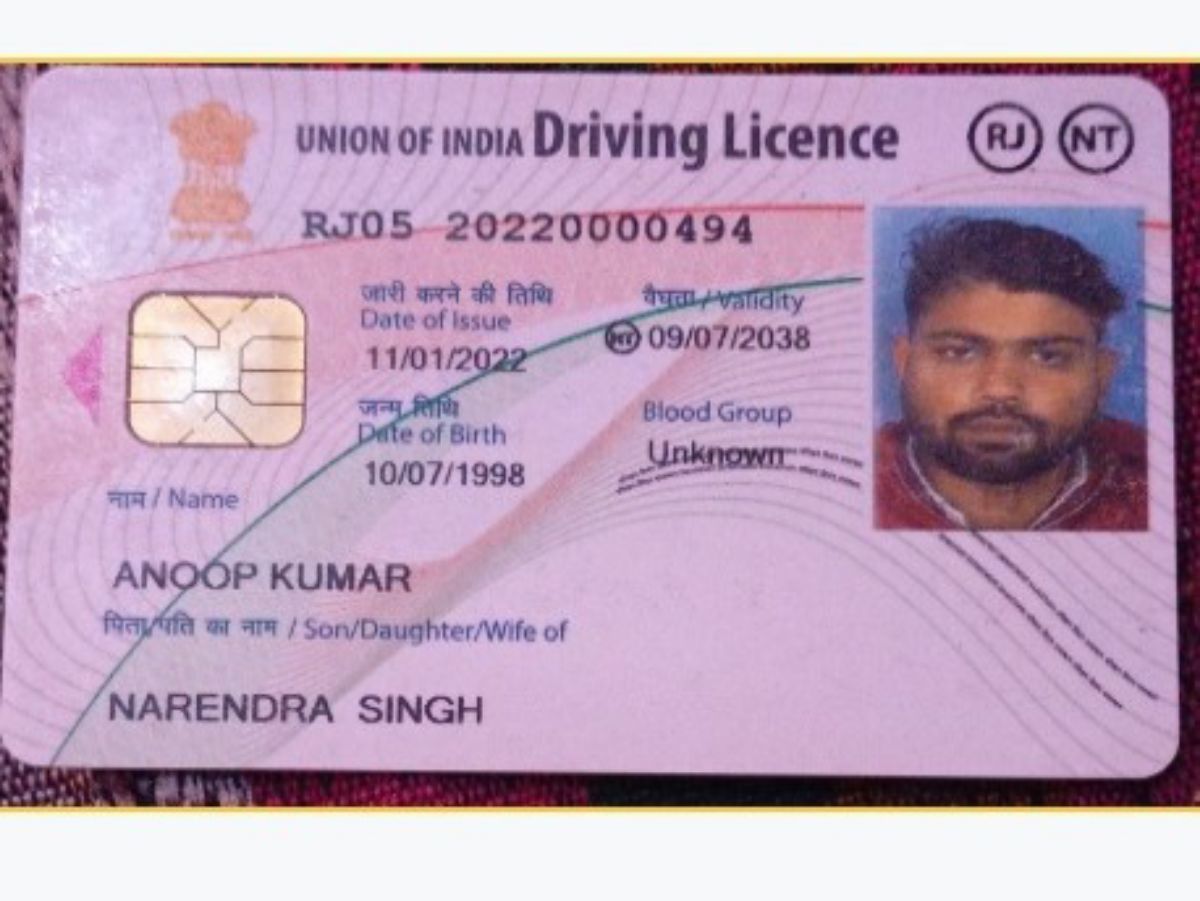 UNION OF INDIA Driving Licence RJ NT
RJ05 20220000494
जारी करने की तिथि
Date of Issue
11/01/2022
वैधता / Validity
NT 09/07/2038
जन्म तिथि
Date of Birth
10/07/1998
Blood Group
Unknown
नाम / Name
ANOOP KUMAR
पिता/पति का नाम / Son/Daughter/Wife of
NARENDRA SINGH